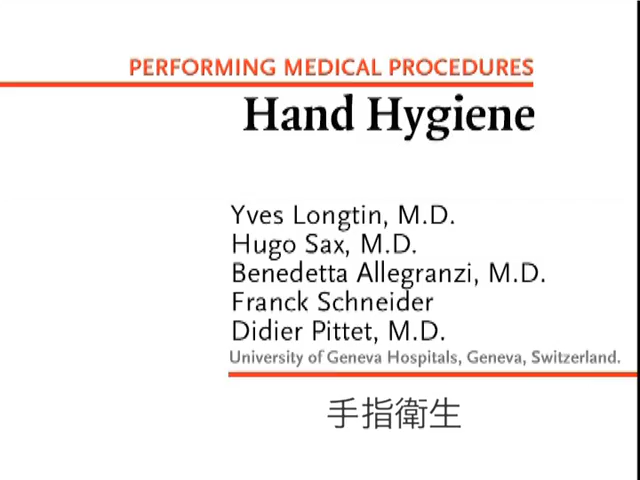 PERFORMING MEDICAL PROCEDURES
Hand Hygiene
Yves Longtin, M.D.
Hugo Sax, M.D.
Benedetta Allegranzi, M.D.
Franck Schneider
Didier Pittet, M.D.
University of Geneva Hospitals, Geneva, Switzerland.
手指衛生